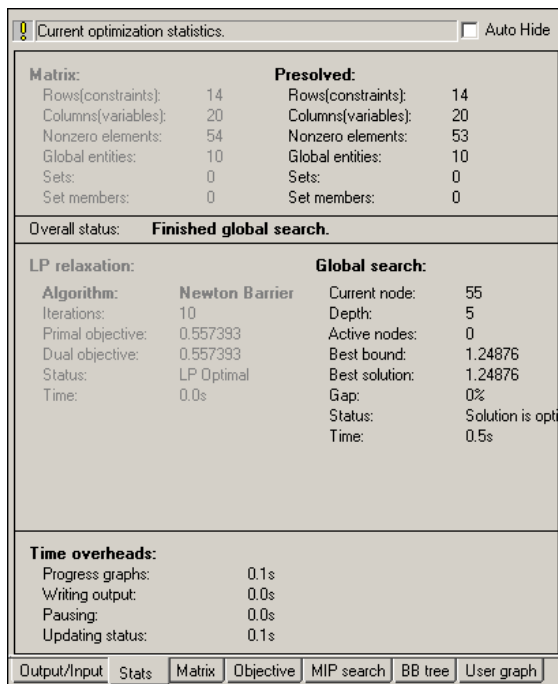 Current optimization statistics. Auto Hide
Matrix: Presolved:
Rows(constraints): 14 Rows(constraints): 14
Columns(variables): 20 Columns(variables): 20
Nonzero elements: 54 Nonzero elements: 53
Global entities: 10 Global entities: 10
Sets: 0 Sets: 0
Set members: 0 Set members: 0
Overall status: Finished global search.
LP relaxation: Global search:
Algorithm: Newton Barrier Current node: 55
Iterations: 10 Depth: 5
Primal objective: 0.557393 Active nodes: 0
Dual objective: 0.557393 Best bound: 1.24876
Status: LP Optimal Best solution: 1.24876
Time: 0.0s Gap: 0%
Status: Solution is opti
Time: 0.5s
Time overheads:
Progress graphs: 0.1s
Writing output: 0.0s
Pausing: 0.0s
Updating status: 0.1s
Output/Input Stats Matrix Objective MIP search BB tree User graph